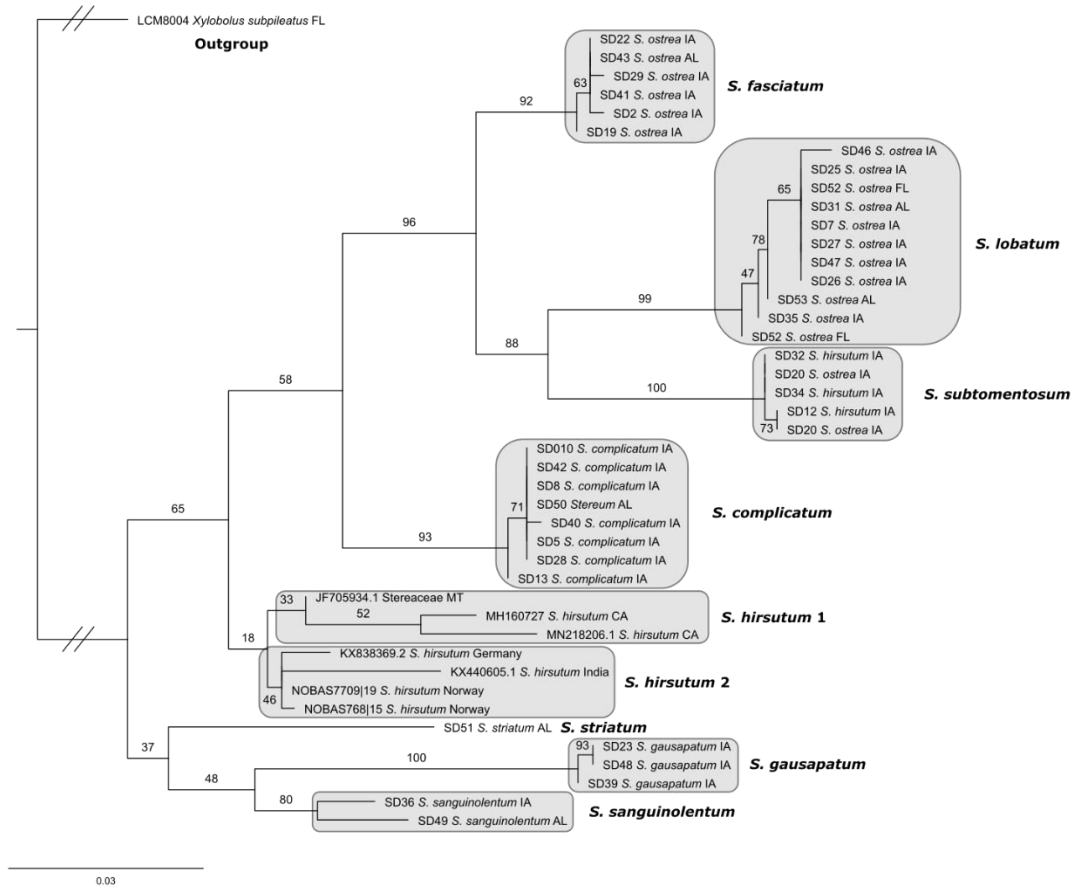 LCM8004 Xylobolus subpileatus FL
Outgroup
SD22 S. ostrea IA
SD43 S. ostrea AL
SD29 S. ostrea IA
63
SD41 S. ostrea IA
92
SD2 S. ostrea IA
SD19 S. ostrea IA
S. fasciatum
SD46 S. ostrea IA
SD25 S. ostrea IA
65
SD52 S. ostrea FL
SD31 S. ostrea AL
SD7 S. ostrea IA
96
SD27 S. ostrea IA
78
SD47 S. ostrea IA
47
SD26 S. ostrea IA
99
SD53 S. ostrea AL
SD35 S. ostrea IA
SD52 S. ostrea FL
S. lobatum
88
SD32 S. hirsutum IA
SD20 S. ostrea IA
58
100
SD34 S. hirsutum IA
SD12 S. hirsutum IA
73
SD20 S. ostrea IA
S. subtomentosum
SD010 S. complicatum IA
SD42 S. complicatum IA
SD8 S. complicatum IA
71
SD50 Stereum AL
65
SD40 S. complicatum IA
SD5 S. complicatum IA
93
SD28 S. complicatum IA
SD13 S. complicatum IA
S. complicatum
33
JF705934.1 Stereaceae MT
52
MH160727 S. hirsutum CA
MN218206.1 S. hirsutum CA
S. hirsutum 1
18
KX838369.2 S. hirsutum Germany
KX440605.1 S. hirsutum India
NOBAS7709|19 S. hirsutum Norway
46
NOBAS768|15 S. hirsutum Norway
S. hirsutum 2
SD51 S. striatum AL
S. striatum
37
93
SD23 S. gausapatum IA
100
SD48 S. gausapatum IA
SD39 S. gausapatum IA
S. gausapatum
48
80
SD36 S. sanguinolentum IA
SD49 S. sanguinolentum AL
S. sanguinolentum
0.03